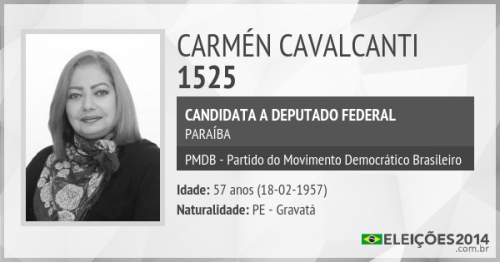 CARMÉN CAVALCANTI
1525
CANDIDATA A DEPUTADO FEDERAL
PARAÍBA
PMDB - Partido do Movimento Democrático Brasileiro
Idade: 57 anos (18-02-1957)
Naturalidade: PE - Gravatá
ELEIÇÕES2014
.com.br